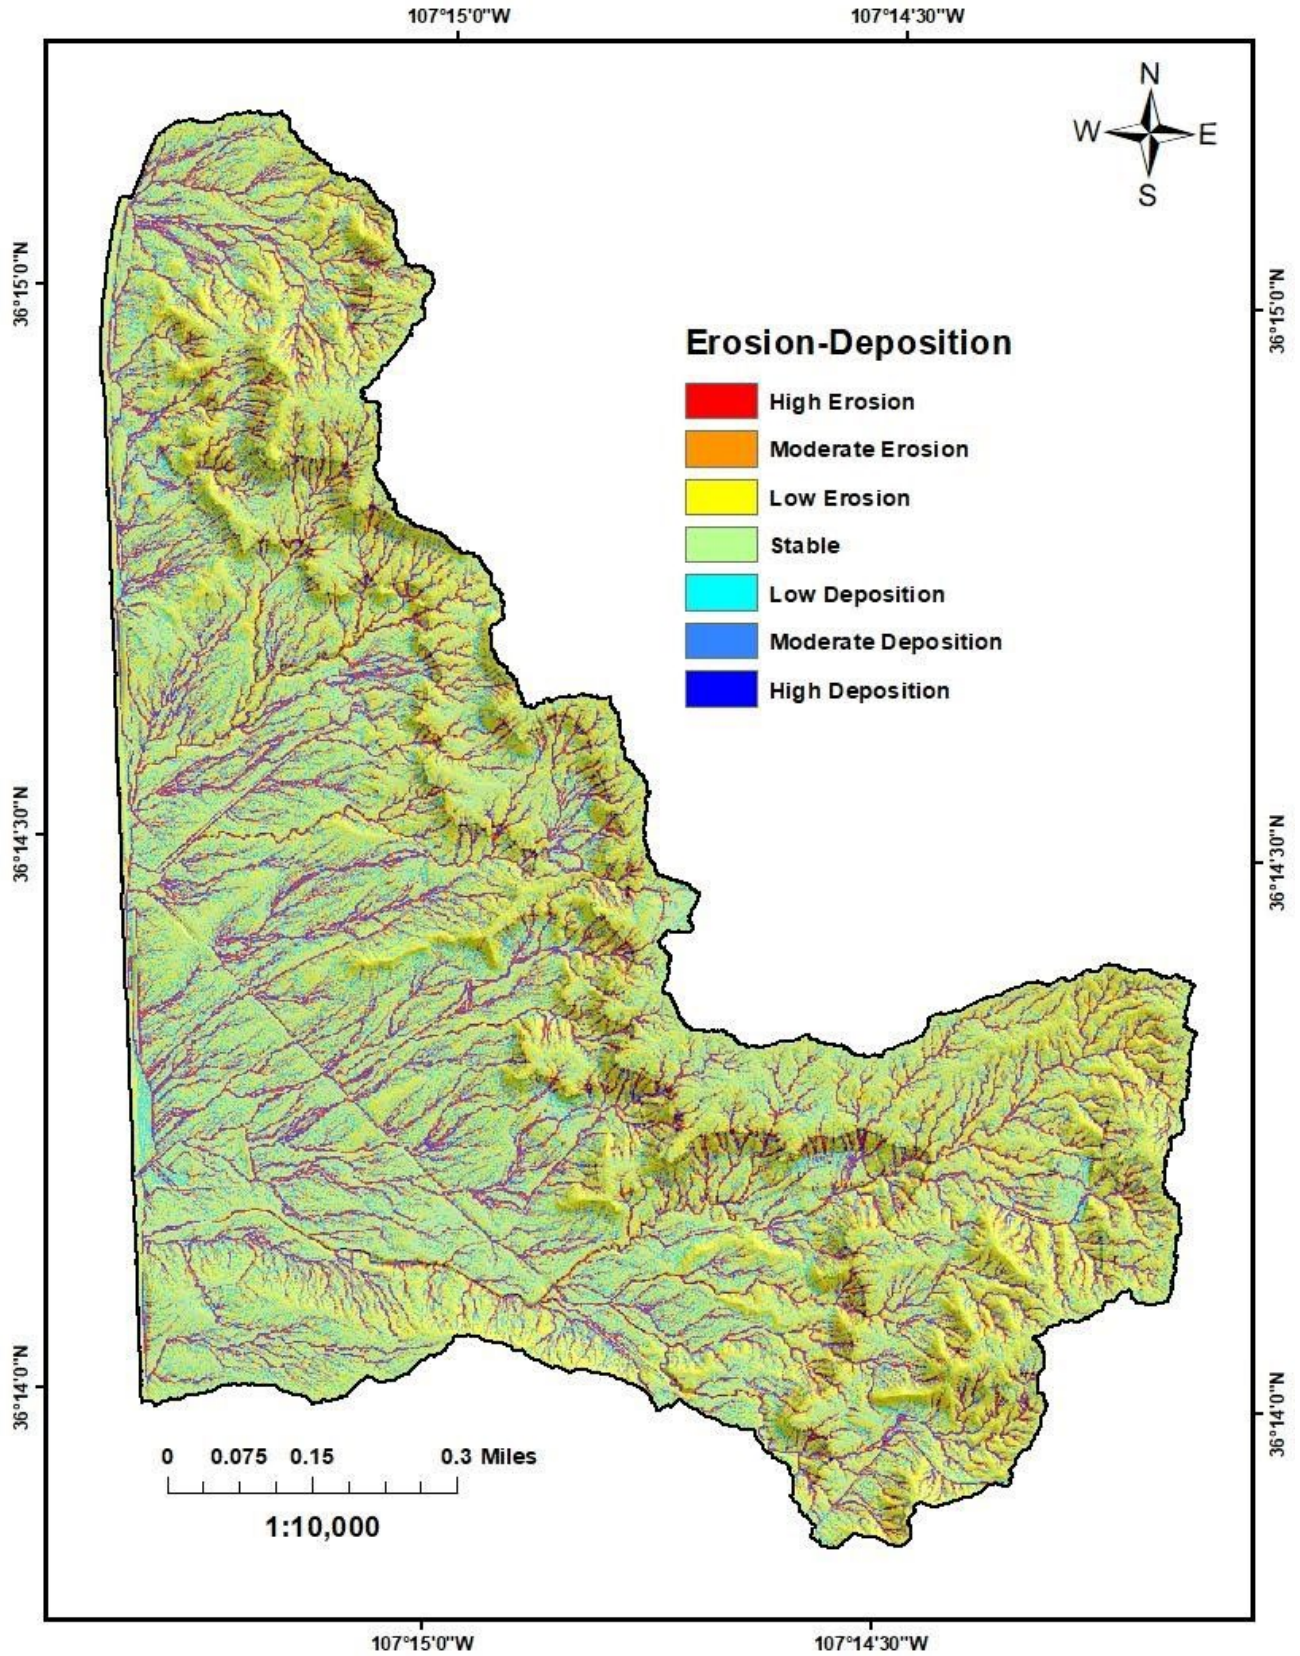 107°15'0"W 107°14'30"W
N
W E
S
36°15'0"N
36°15'0"N
Erosion-Deposition
High Erosion
Moderate Erosion
Low Erosion
Stable
Low Deposition
Moderate Deposition
High Deposition
36°14'30"N
36°14'30"N
36°14'0"N
36°14'0"N
0 0.075 0.15 0.3 Miles
1:10,000
107°15'0"W 107°14'30"W